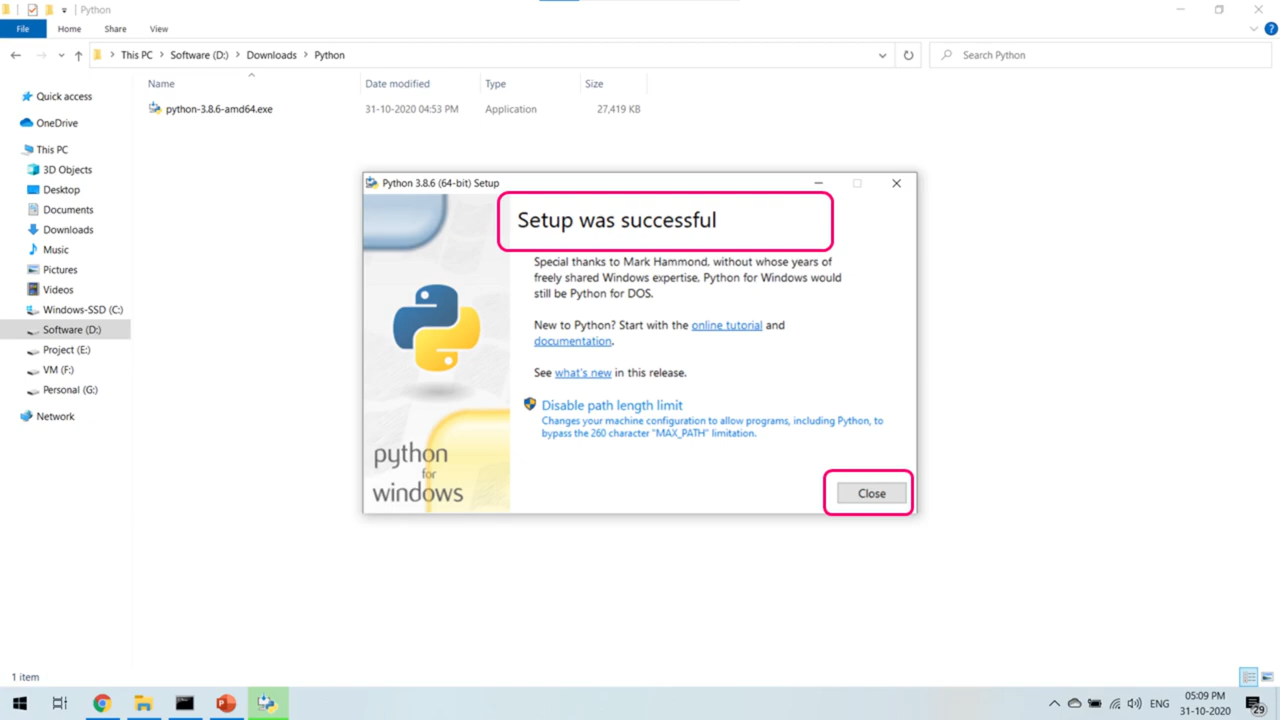 Python
File Home Share View
This PC Software (D:) Downloads Python
Search Python
Name Date modified Type Size
python-3.8.6-amd64.exe 31-10-2020 04:53 PM Application 27,419 KB
Quick access
OneDrive
This PC
3D Objects
Desktop
Documents
Downloads
Music
Pictures
Videos
Windows-SSD (C:)
Software (D:)
Project (E:)
VM (F:)
Personal (G:)
Network
Python 3.8.6 (64-bit) Setup
Setup was successful
Special thanks to Mark Hammond, without whose years of
freely shared Windows expertise, Python for Windows would
still be Python for DOS.
New to Python? Start with the online tutorial and
documentation.
See what's new in this release.
Disable path length limit
Changes your machine configuration to allow programs, including Python, to
bypass the 260 character "MAX_PATH" limitation.
python
for
windows
Close
1 item
ENG
05:09 PM
31-10-2020
29